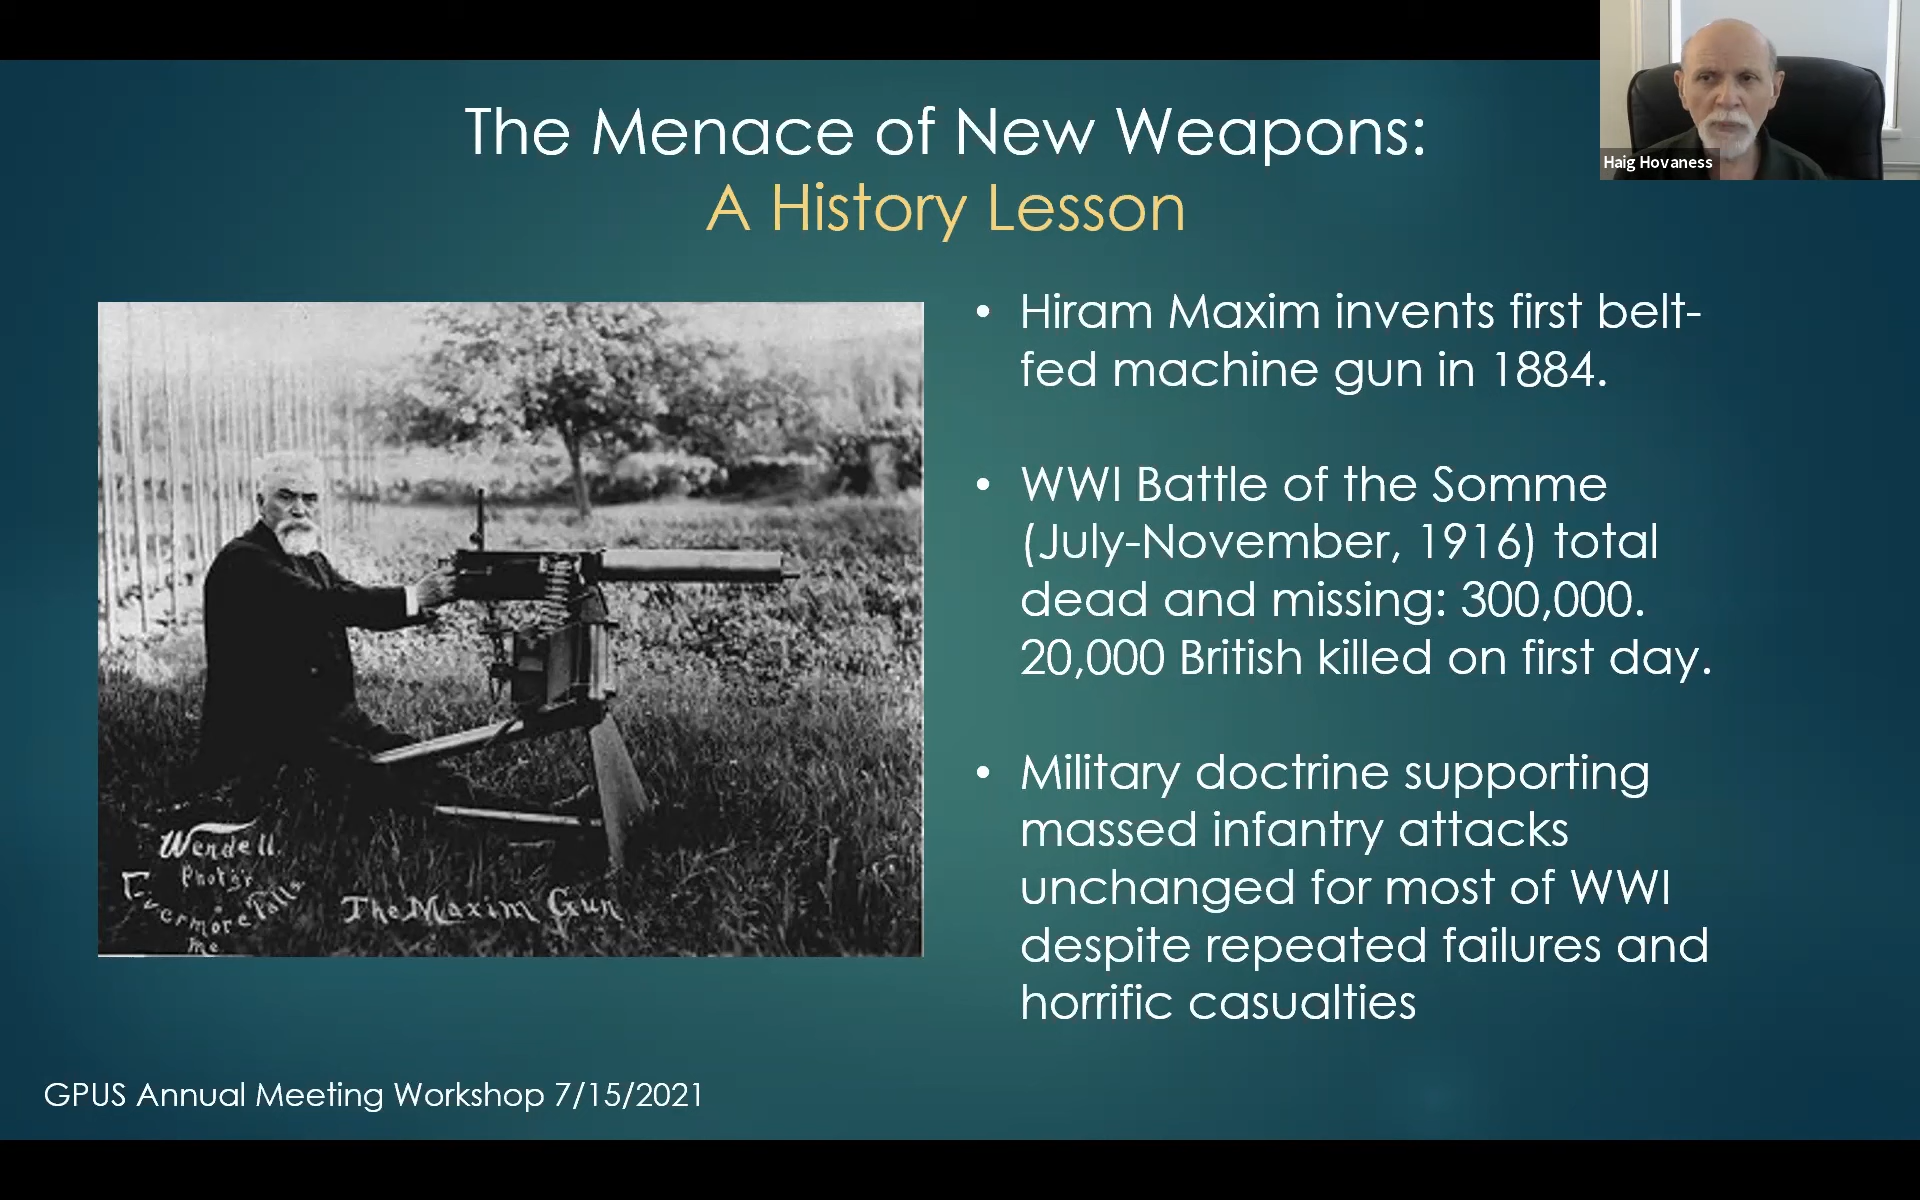 The Menace of New Weapons:
A History Lesson
Haig Hovaness
• Hiram Maxim invents first belt-
fed machine gun in 1884.
• WWI Battle of the Somme
(July-November, 1916) total
dead and missing: 300,000.
20,000 British killed on first day.
• Military doctrine supporting
massed infantry attacks
unchanged for most of WWI
despite repeated failures and
horrific casualties
Wendell.
Photgr
Evermore Falls
Me
The Maxim Gun
GPUS Annual Meeting Workshop 7/15/2021